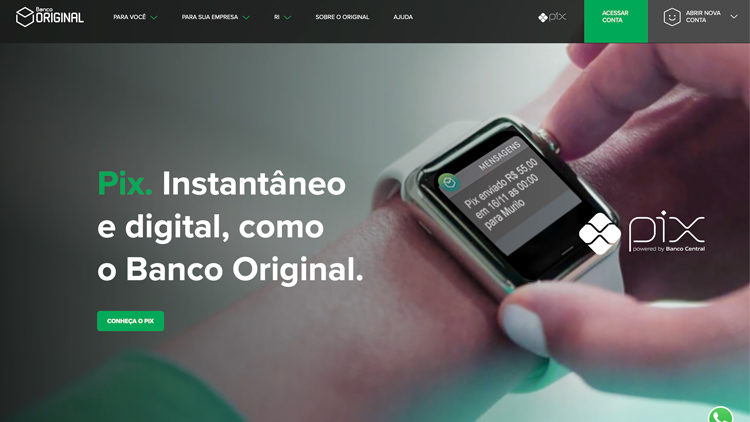 Banco
ORIGINAL
PARA VOCÊ
PARA SUA EMPRESA
RI
SOBRE O ORIGINAL
AJUDA
pix
ACESSAR
CONTA
ABRIR NOVA
CONTA
Pix. Instantâneo
e digital, como
o Banco Original.
CONHEÇA O PIX
MENSAGENS
Pix enviado R$ 55,00
em 16/11 as 00:00
para Murilo
pix
powered by Banco Central